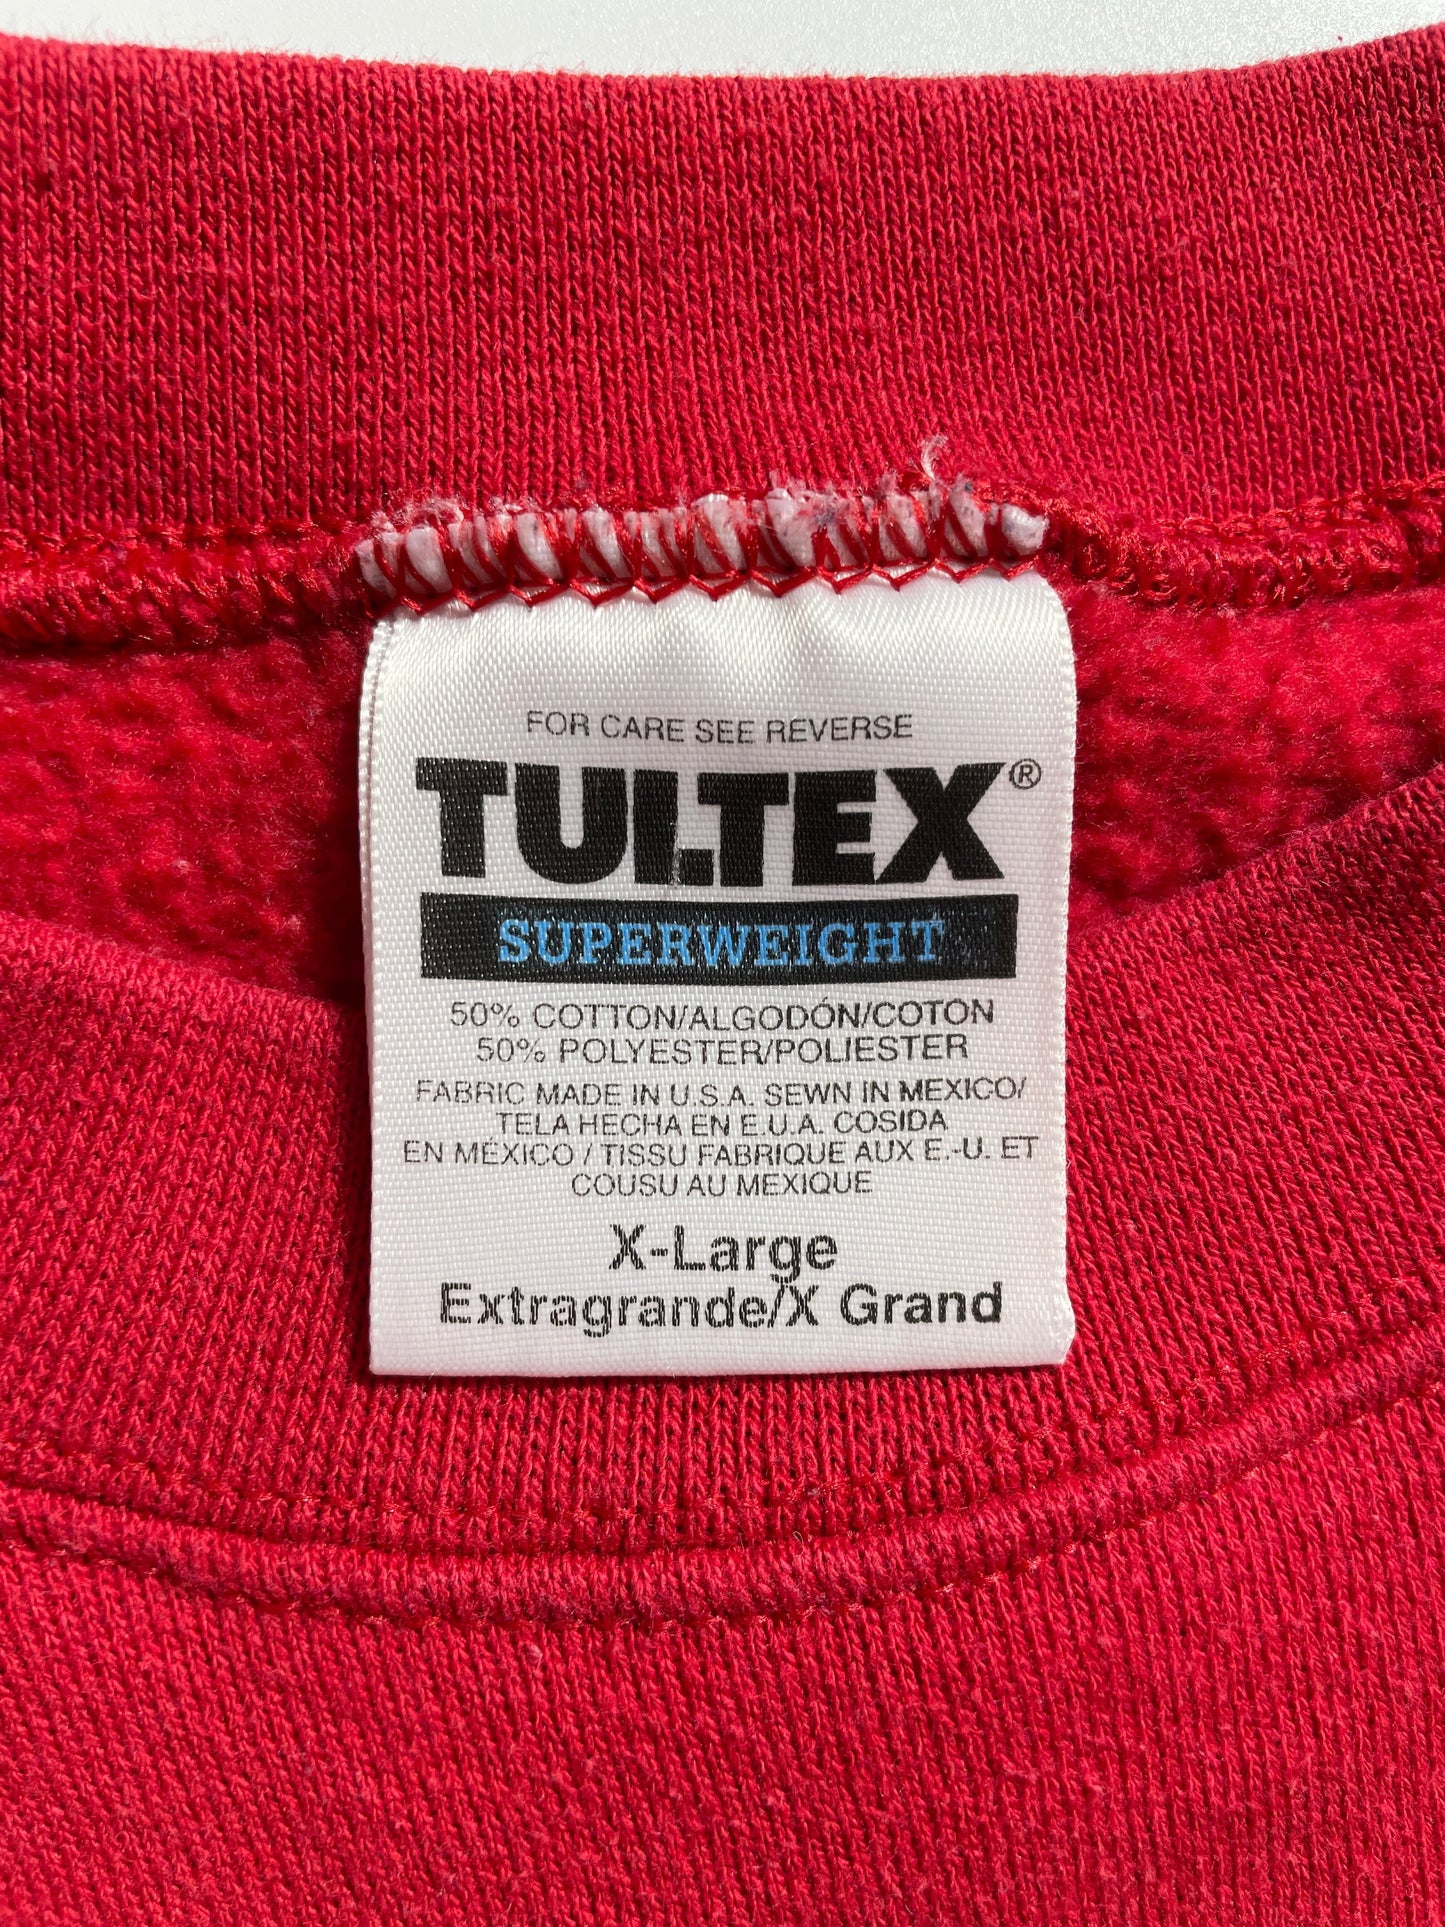 FOR CARE SEE REVERSE
TULTEX®
SUPERWEIGHT
50% COTTON/ALGODÓN/COTON
50% POLYESTER/POLIESTER
FABRIC MADE IN U.S.A. SEWN IN MEXICO/
TELA HECHA EN E.U.A. COSIDA
EN MÉXICO / TISSU FABRIQUE AUX E.-U. ET
COUSU AU MEXIQUE
X-Large
Extragrande/X Grand